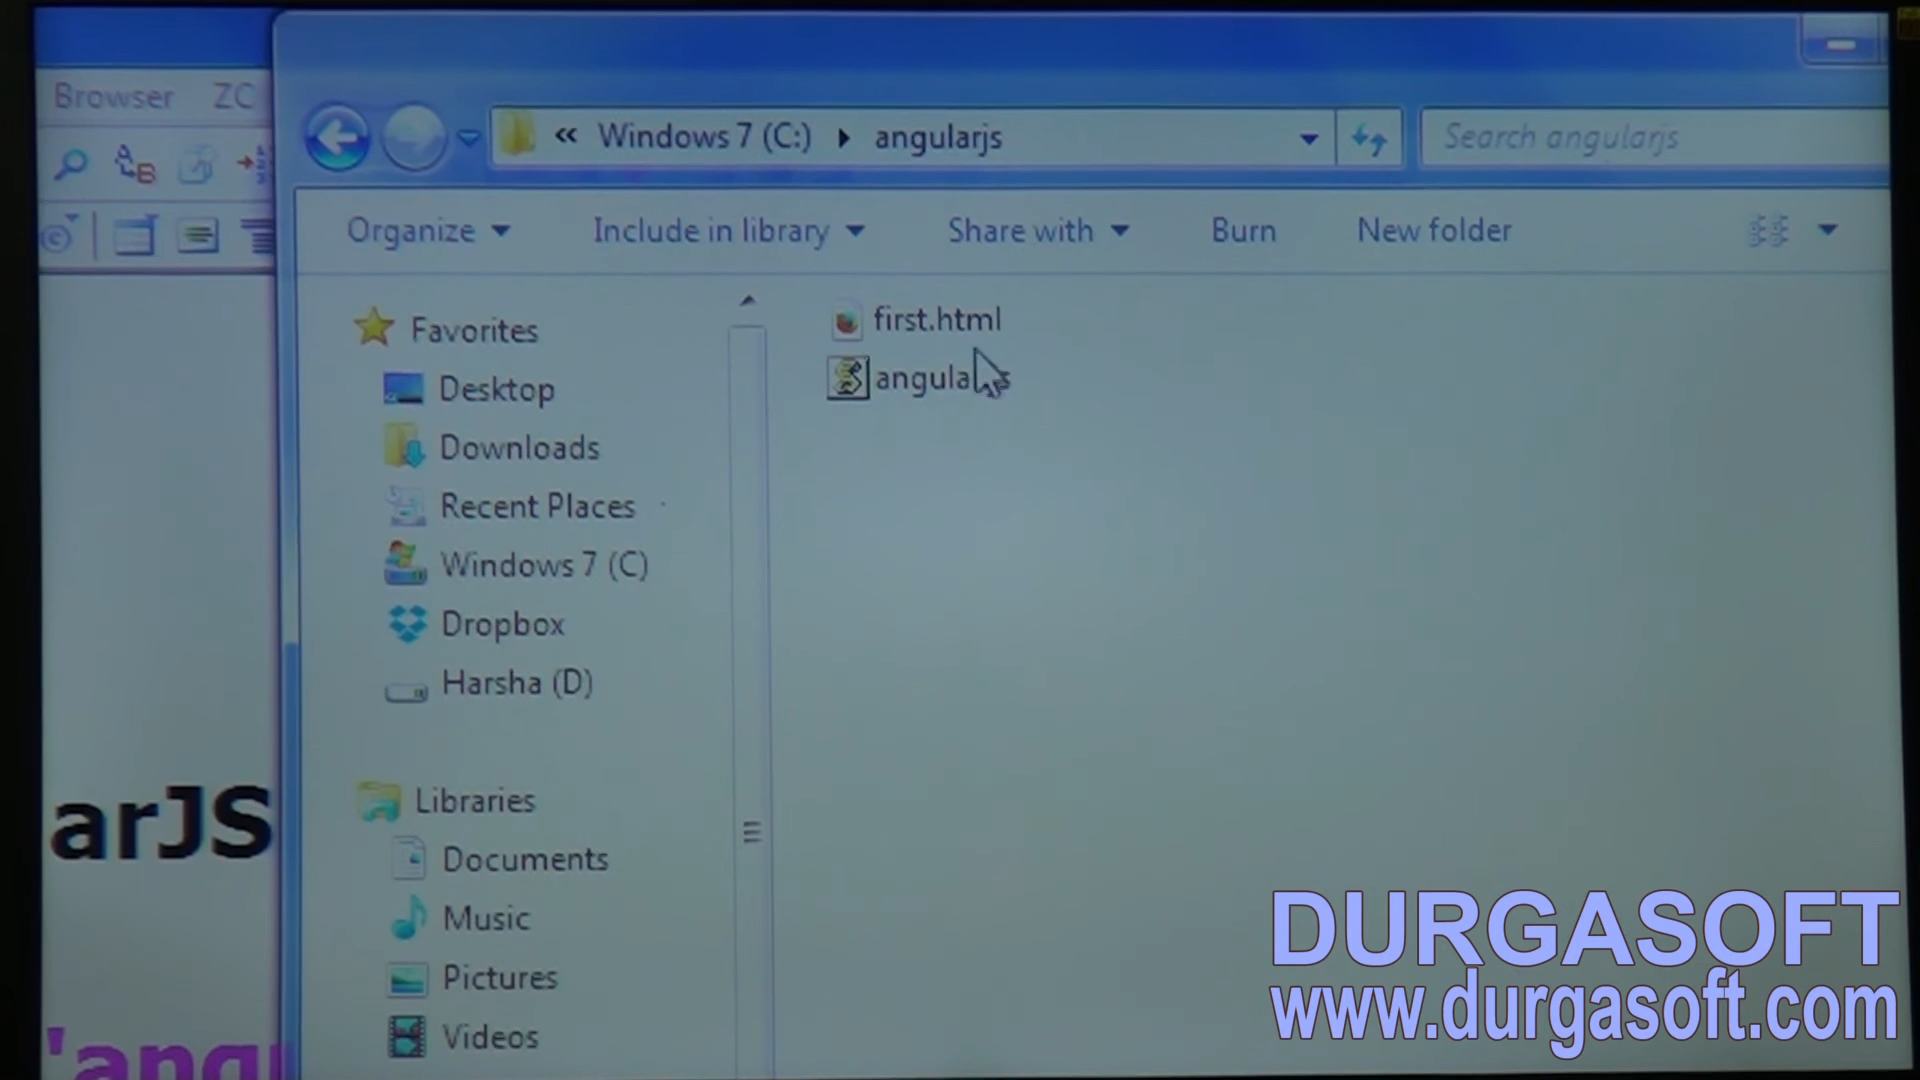 Browser ZC
« Windows 7 (C:) angularjs
Search angularjs
Organize
Include in library
Share with
Burn
New folder
Favorites
Desktop
Downloads
Recent Places
Windows 7 (C)
Dropbox
Harsha (D)
Libraries
Documents
Music
Pictures
Videos
first.html
arJS
'angu
DURGASOFT
www.durgasoft.com